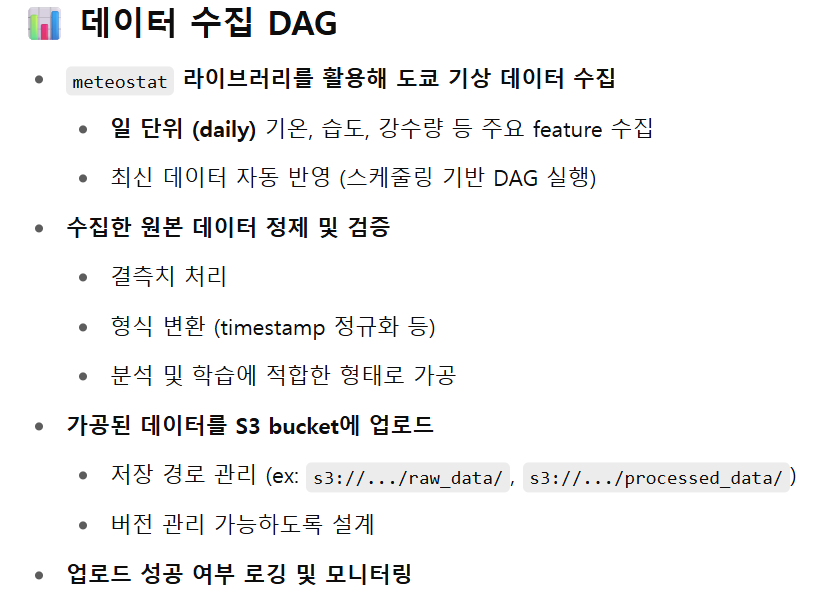 데이터 수집 DAG
meteostat 라이브러리를 활용해 도쿄 기상 데이터 수집
일 단위 (daily) 기온, 습도, 강수량 등 주요 feature 수집
최신 데이터 자동 반영 (스케줄링 기반 DAG 실행)
수집한 원본 데이터 정제 및 검증
결측치 처리
형식 변환 (timestamp 정규화 등)
분석 및 학습에 적합한 형태로 가공
가공된 데이터를 S3 bucket에 업로드
저장 경로 관리 (ex: s3://.../raw_data/, s3://.../processed_data/)
버전 관리 가능하도록 설계
업로드 성공 여부 로깅 및 모니터링